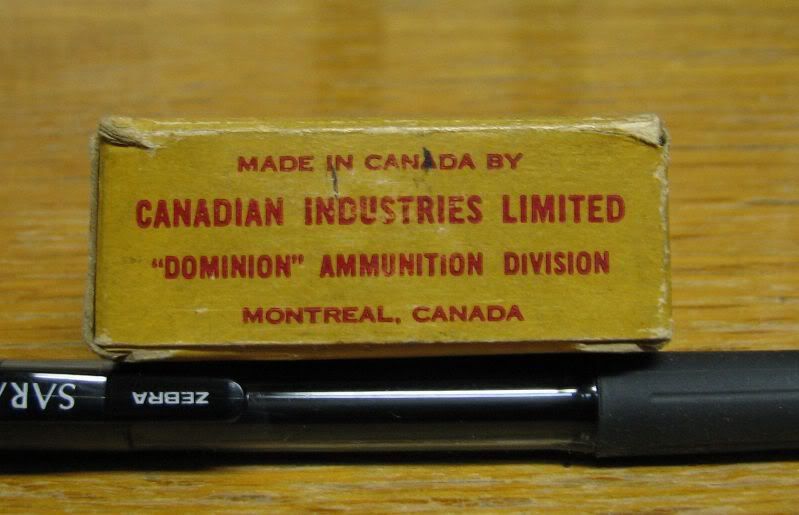 MADE IN CANADA BY
CANADIAN INDUSTRIES LIMITED
"DOMINION" AMMUNITION DIVISION
MONTREAL, CANADA
ZEBRA